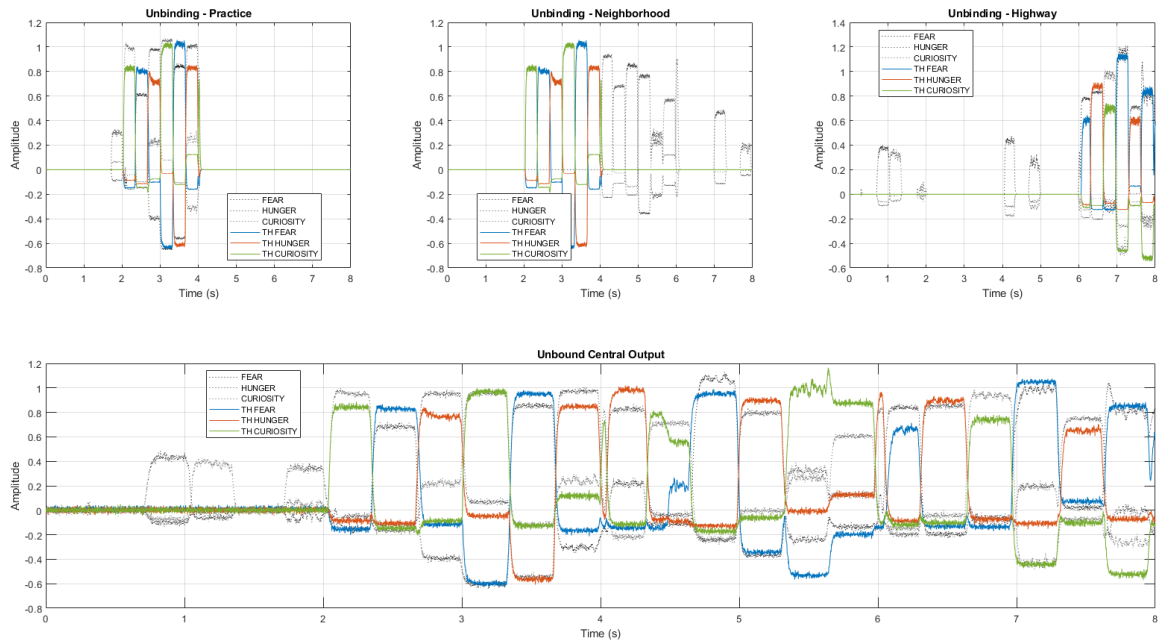 Unbinding - Practice
1.2
1
0.8
0.6
0.4
0.2
0
-0.2
-0.4
-0.6
-0.8
Amplitude
0 1 2 3 4 5 6 7 8
Time (s)
FEAR
HUNGER
CURIOSITY
TH FEAR
TH HUNGER
TH CURIOSITY
Unbinding - Neighborhood
1.2
1
0.8
0.6
0.4
0.2
0
-0.2
-0.4
-0.6
-0.8
Amplitude
0 1 2 3 4 5 6 7 8
Time (s)
FEAR
HUNGER
CURIOSITY
TH FEAR
TH HUNGER
TH CURIOSITY
Unbinding - Highway
1.4
1.2
1
0.8
0.6
0.4
0.2
0
-0.2
-0.4
-0.6
Amplitude
0 1 2 3 4 5 6 7 8
Time (s)
FEAR
HUNGER
CURIOSITY
TH FEAR
TH HUNGER
TH CURIOSITY
Unbound Central Output
1.2
1
0.8
0.6
0.4
0.2
0
-0.2
-0.4
-0.6
-0.8
Amplitude
0 1 2 3 4 5 6 7 8
Time (s)
FEAR
HUNGER
CURIOSITY
TH FEAR
TH HUNGER
TH CURIOSITY